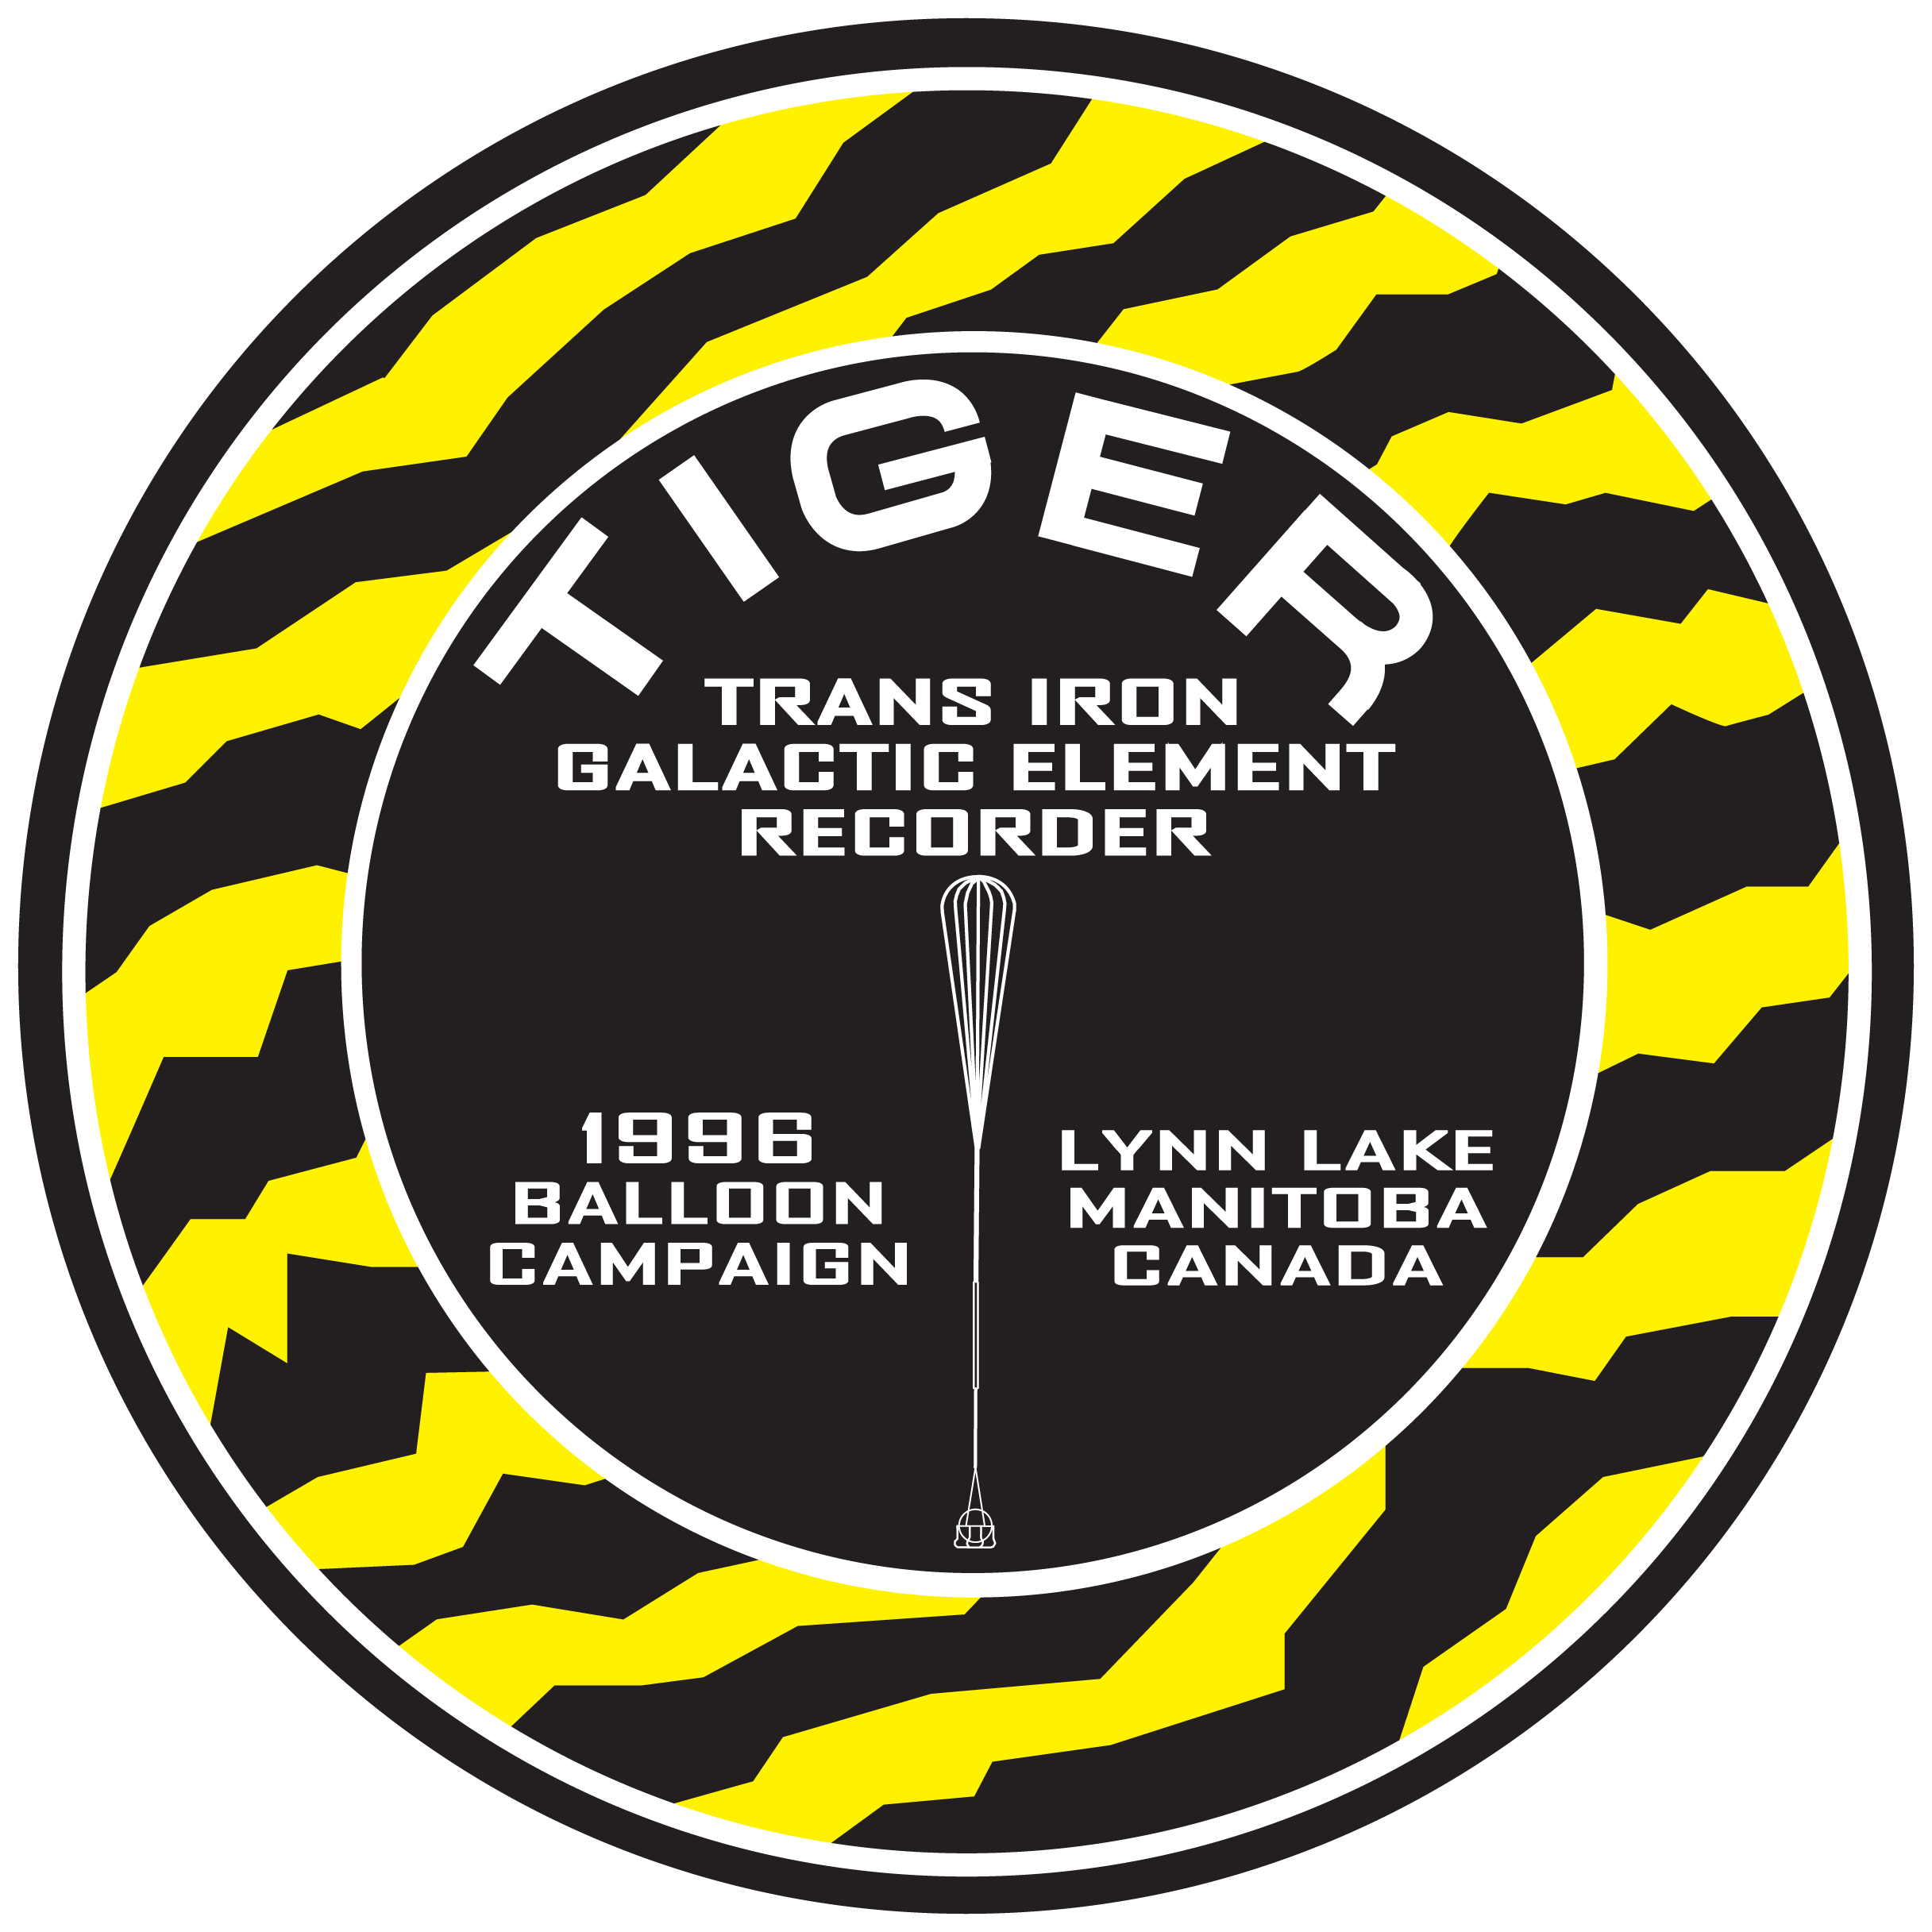 TIGER
TRANS IRON
GALACTIC ELEMENT
RECORDER
1996
BALLOON
CAMPAIGN
LYNN LAKE
MANITOBA
CANADA